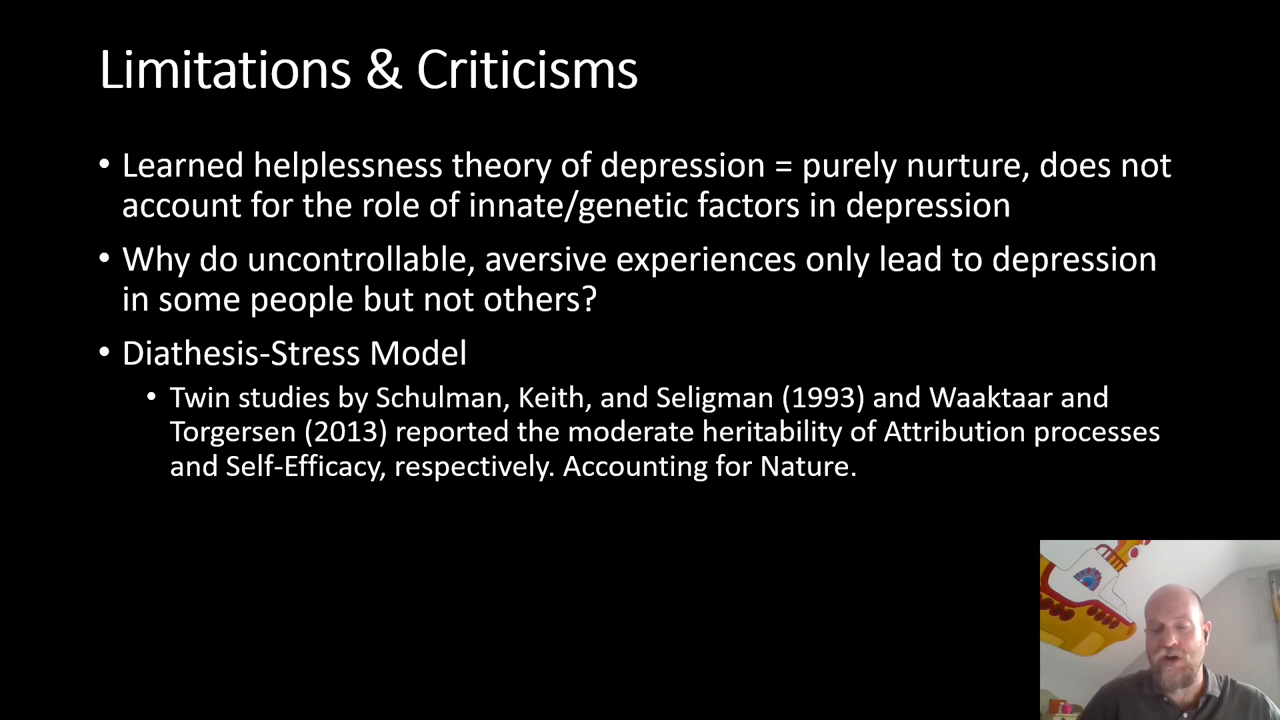 Limitations & Criticisms
• Learned helplessness theory of depression = purely nurture, does not
account for the role of innate/genetic factors in depression
• Why do uncontrollable, aversive experiences only lead to depression
in some people but not others?
• Diathesis-Stress Model
• Twin studies by Schulman, Keith, and Seligman (1993) and Waaktaar and
Torgersen (2013) reported the moderate heritability of Attribution processes
and Self-Efficacy, respectively. Accounting for Nature.